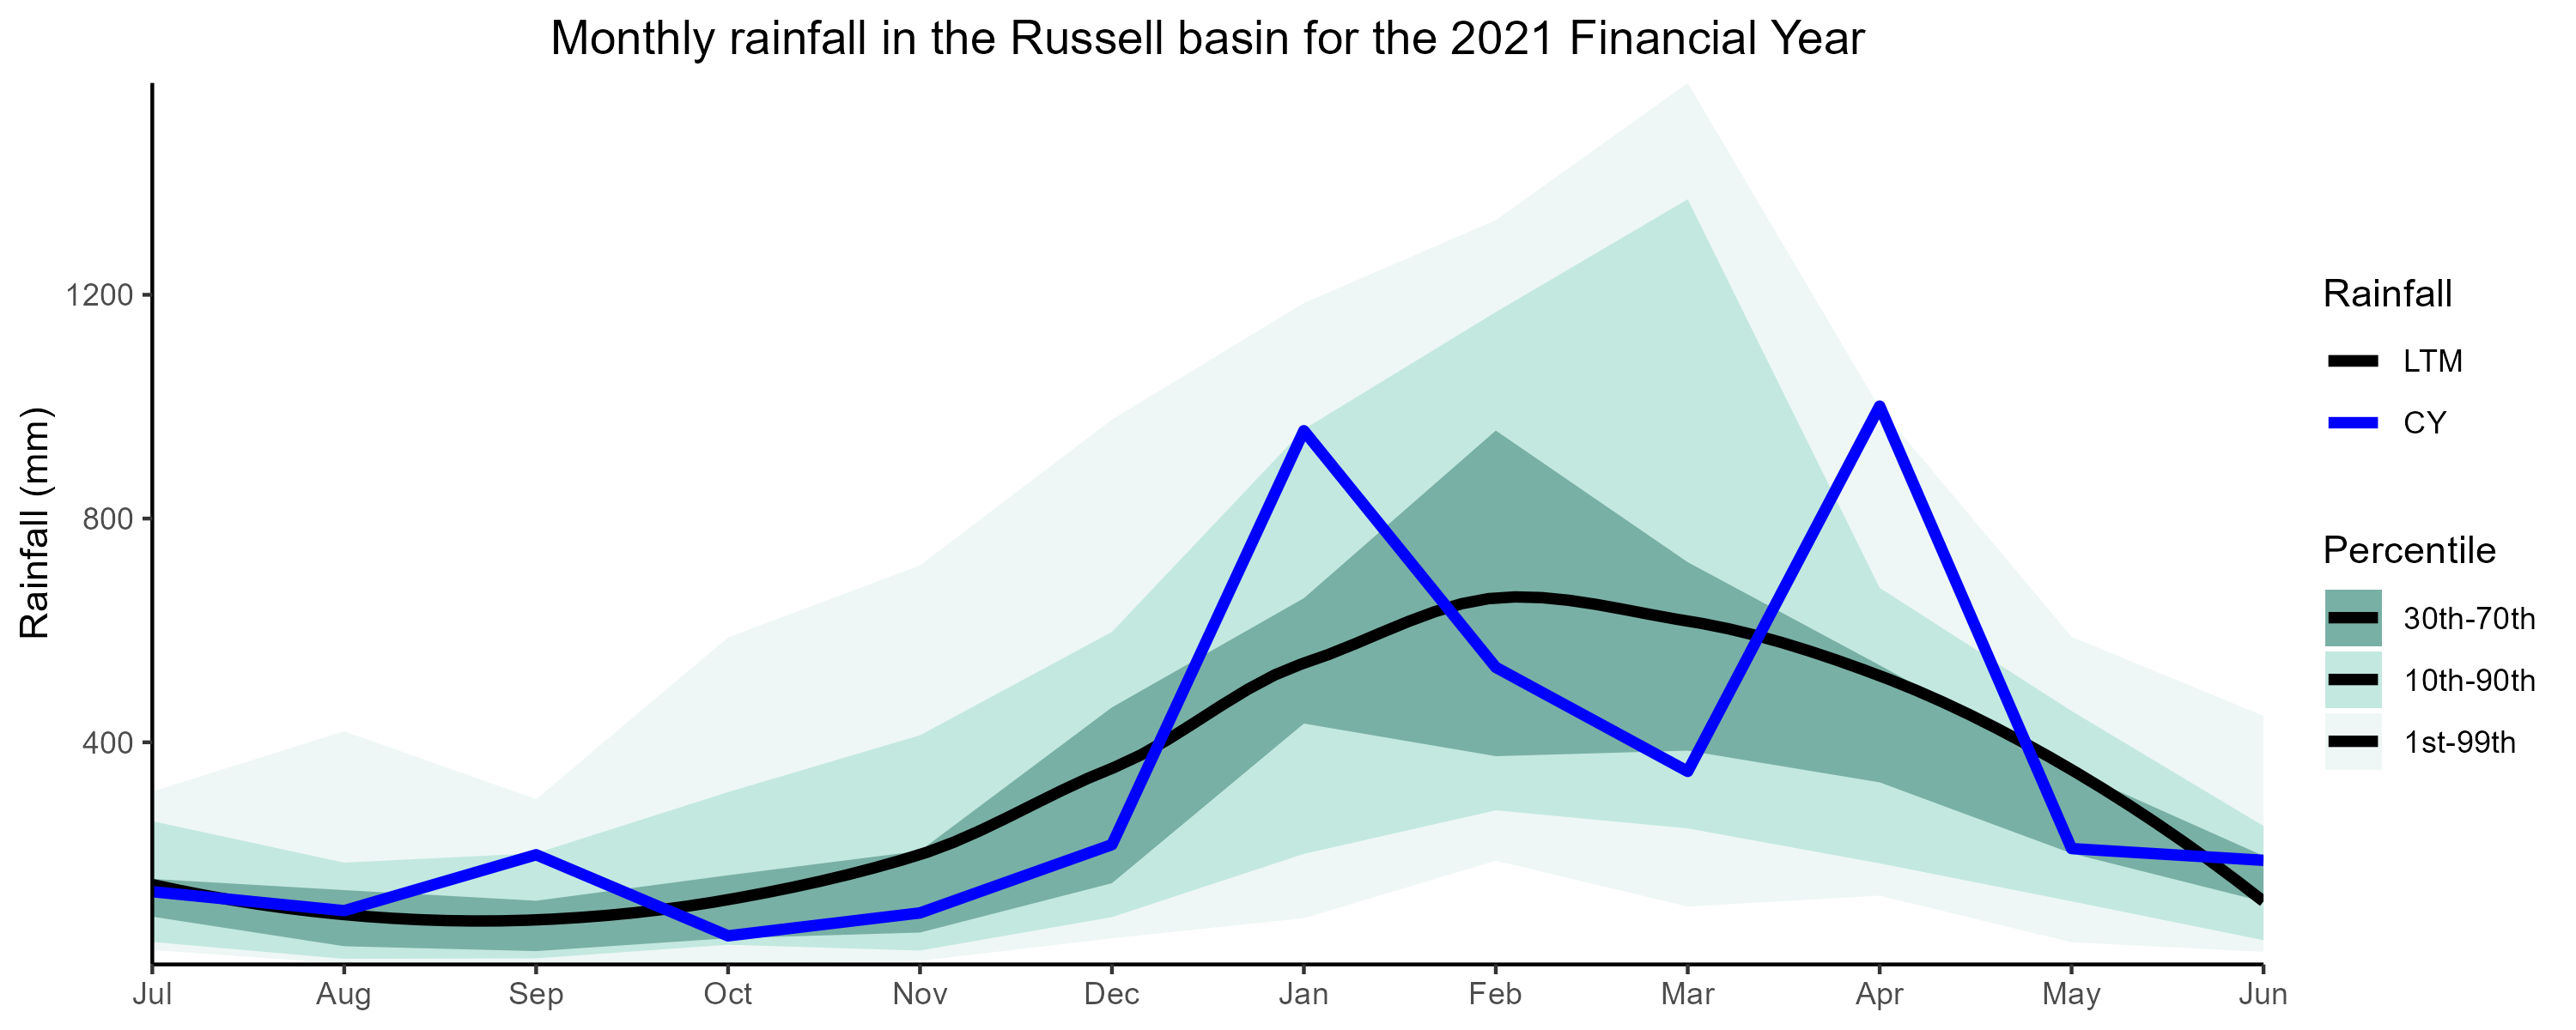 Monthly rainfall in the Russell basin for the 2021 Financial Year
Rainfall (mm)
1200
800
400
Jul Aug Sep Oct Nov Dec Jan Feb Mar Apr May Jun
Rainfall
LTM
CY
Percentile
30th-70th
10th-90th
1st-99th